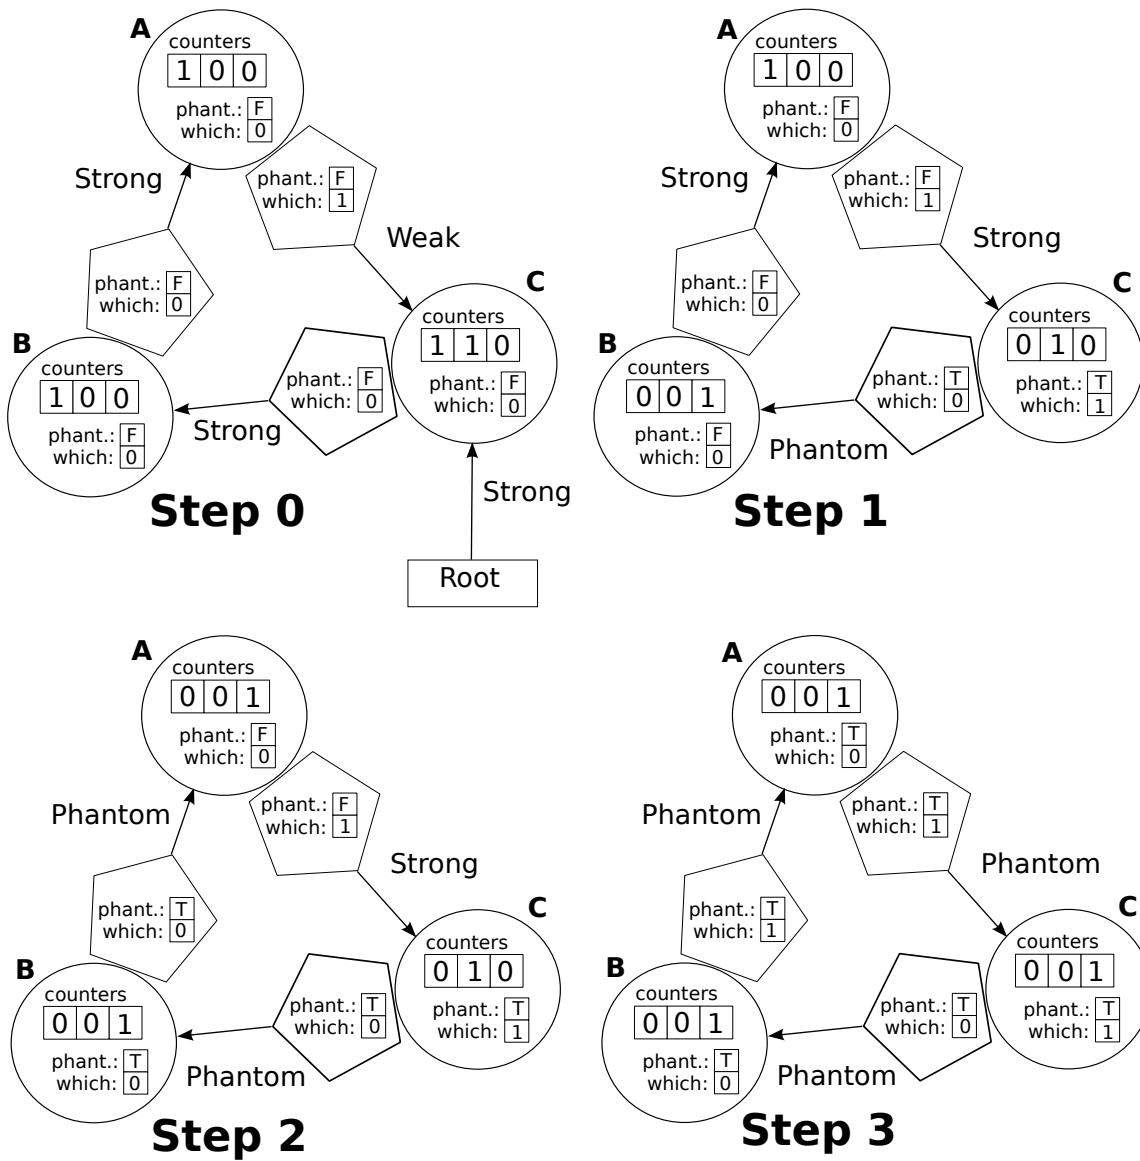 A
counters
1 0 0
phant.: F
which: 0
Strong
phant.: F
which: 1
Weak
phant.: F
which: 0
C
counters
1 1 0
phant.: F
which: 0
B
counters
1 0 0
phant.: F
which: 0
phant.: F
which: 0
Strong
Strong
Step 0
Root
A
counters
1 0 0
phant.: F
which: 0
Strong
phant.: F
which: 1
Strong
phant.: F
which: 0
C
counters
0 1 0
phant.: T
which: 1
B
counters
0 0 1
phant.: F
which: 0
phant.: T
which: 0
Phantom
Step 1
A
counters
0 0 1
phant.: F
which: 0
Phantom
phant.: F
which: 1
Strong
phant.: T
which: 0
C
counters
0 1 0
phant.: T
which: 1
B
counters
0 0 1
phant.: T
which: 0
phant.: T
which: 0
Phantom
Step 2
A
counters
0 0 1
phant.: T
which: 0
Phantom
phant.: T
which: 1
Phantom
phant.: T
which: 1
C
counters
0 0 1
phant.: T
which: 1
B
counters
0 0 1
phant.: T
which: 0
phant.: T
which: 0
Phantom
Step 3